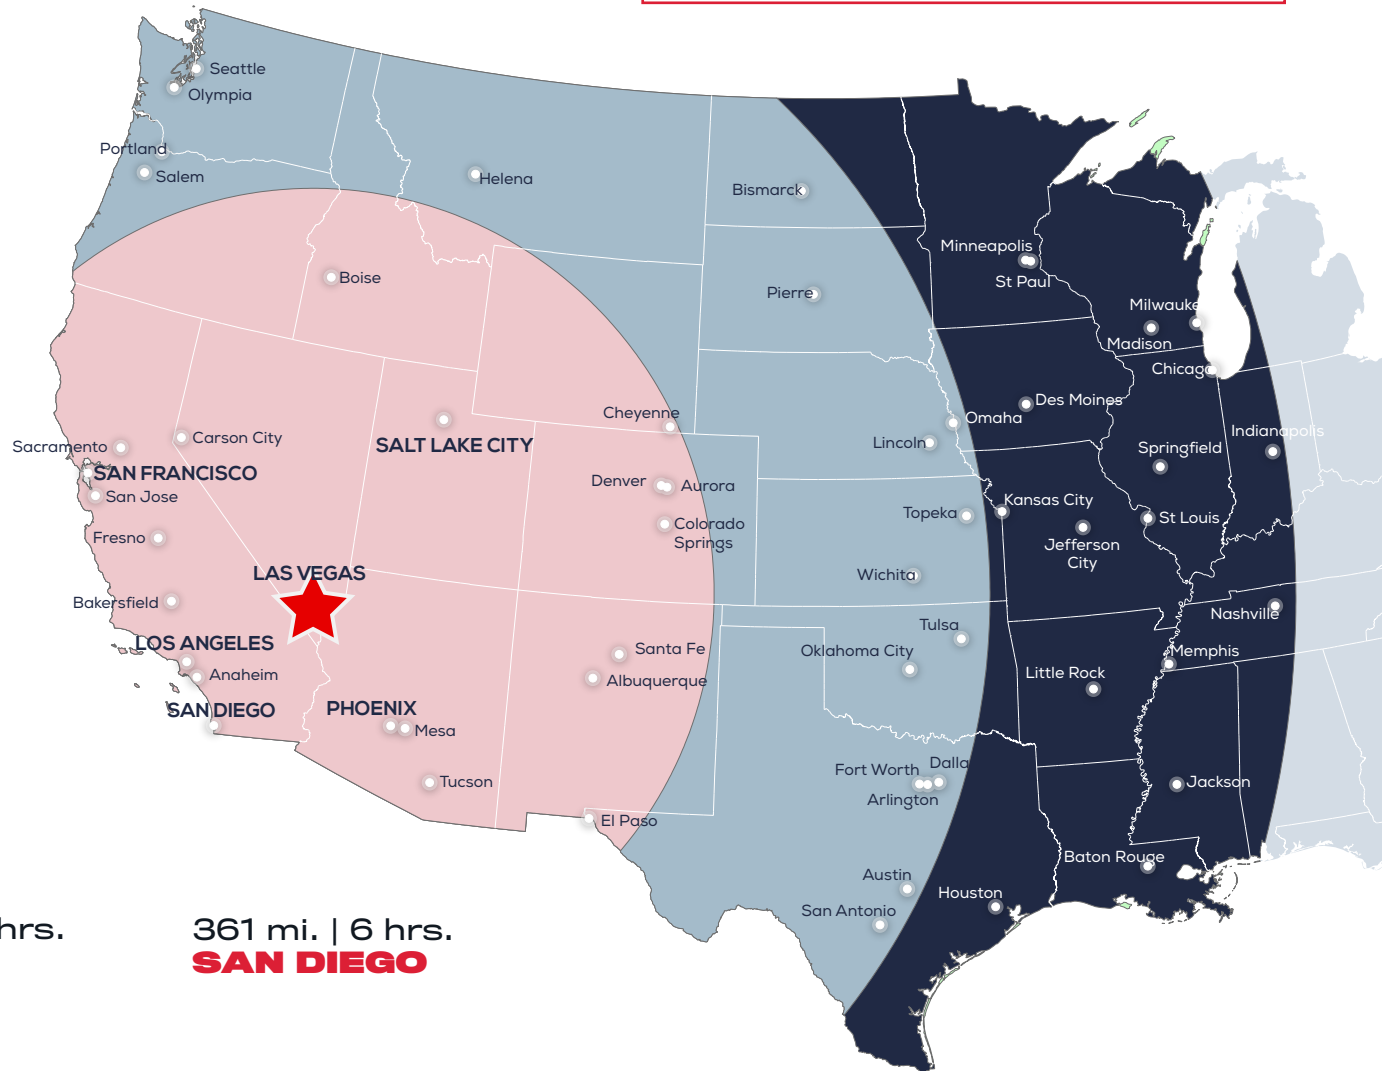 Seattle
Olympia
Portland
Salem
Helena
Bismarck
Minneapolis
St Paul
Boise
Pierre
Milwauke
Madison
Chicago
Cheyenne
Des Moines
Omaha
Indianapolis
Sacramento
Carson City
SALT LAKE CITY
Lincoln
Springfield
SAN FRANCISCO
San Jose
Denver
Aurora
Kansas City
Topeka
St Louis
Fresno
Colorado
Springs
Jefferson
City
LAS VEGAS
Wichita
Bakersfield
Nashville
Tulsa
LOS ANGELES
Santa Fe
Oklahoma City
Memphis
Anaheim
Albuquerque
Little Rock
SAN DIEGO
PHOENIX
Mesa
Fort Worth
Dalla
Tucson
Arlington
Jackson
El Paso
Baton Rouge
Austin
Houston
San Antonio
hrs.
361 mi. | 6 hrs.
SAN DIEGO